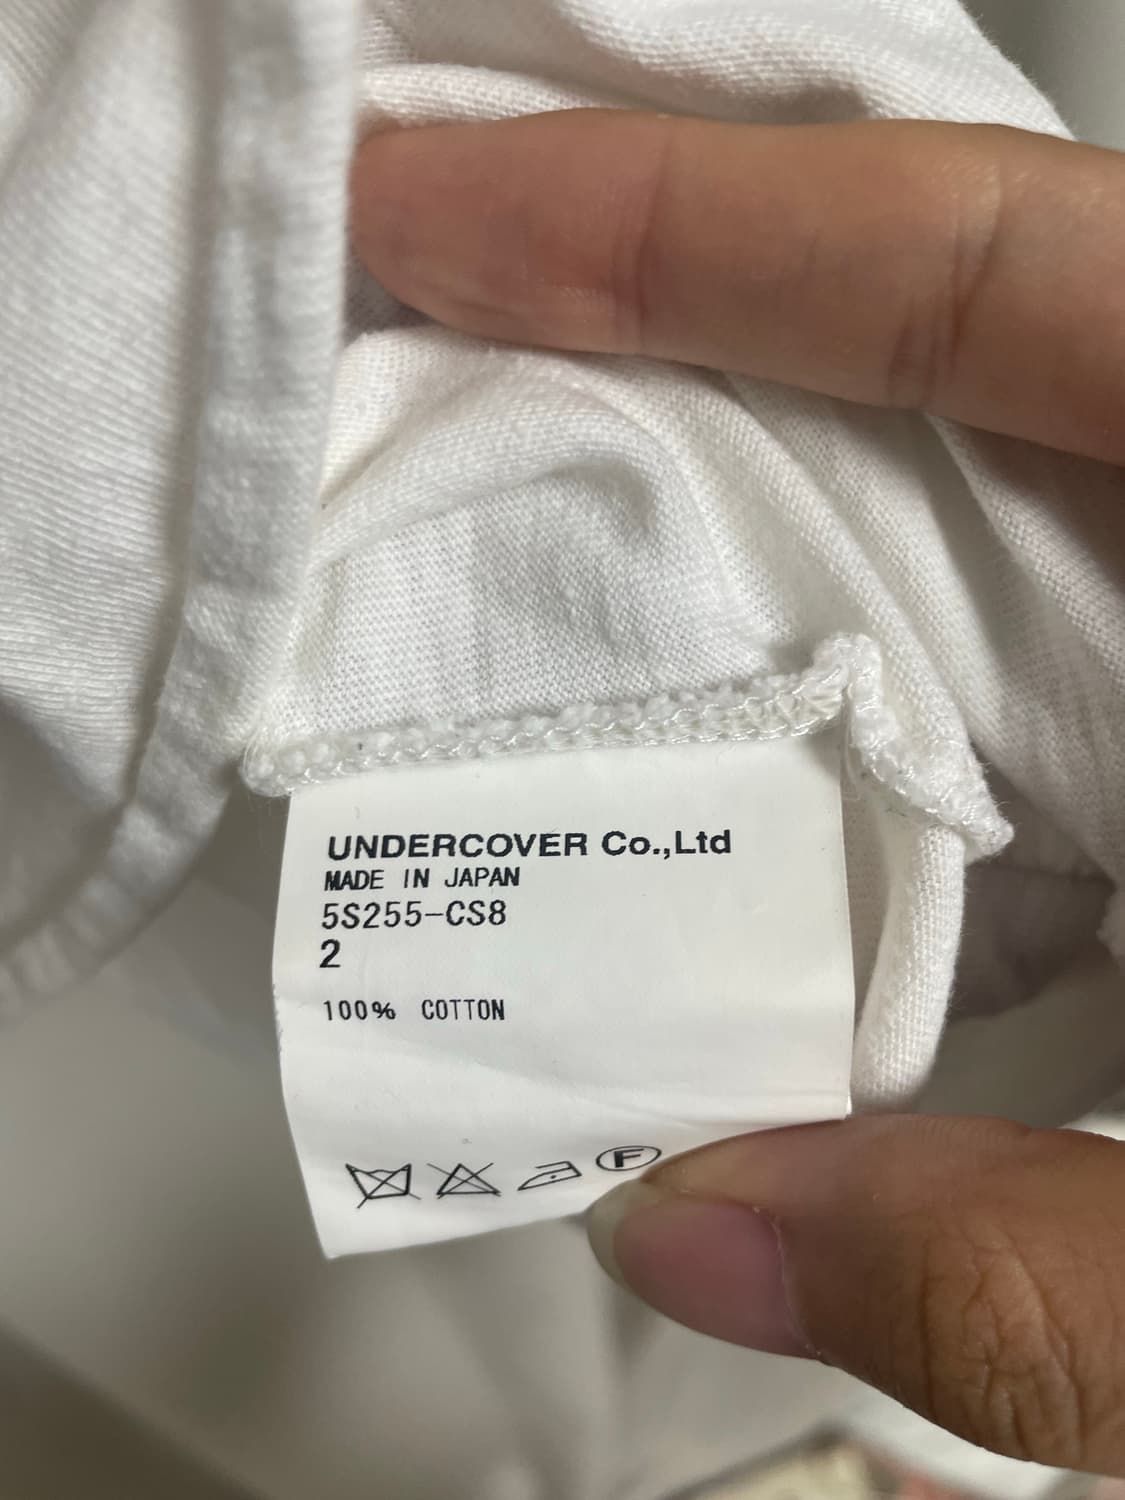 UNDERCOVER Co.,Ltd
MADE IN JAPAN
5S255-CS8
2
100% COTTON
F